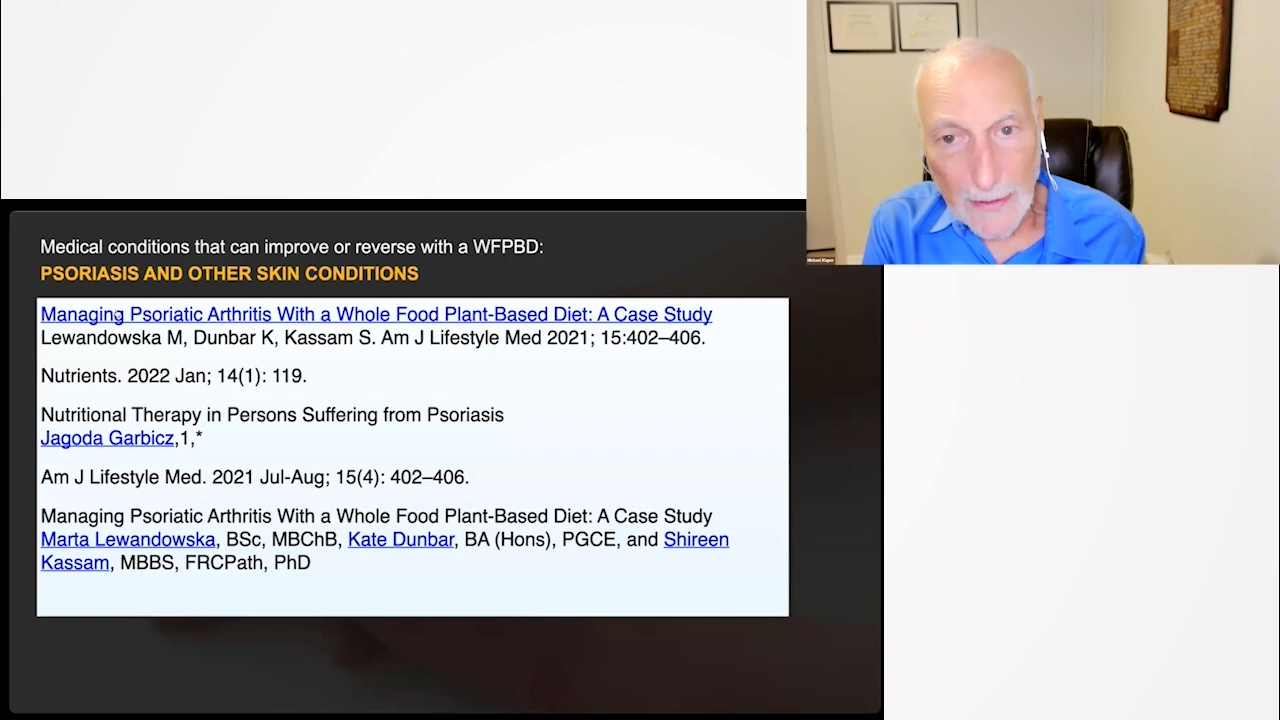 Medical conditions that can improve or reverse with a WFPBD:
PSORIASIS AND OTHER SKIN CONDITIONS
Managing Psoriatic Arthritis With a Whole Food Plant-Based Diet: A Case Study
Lewandowska M, Dunbar K, Kassam S. Am J Lifestyle Med 2021; 15:402–406.
Nutrients. 2022 Jan; 14(1): 119.
Nutritional Therapy in Persons Suffering from Psoriasis
Jagoda Garbicz,1,*
Am J Lifestyle Med. 2021 Jul-Aug; 15(4): 402–406.
Managing Psoriatic Arthritis With a Whole Food Plant-Based Diet: A Case Study
Marta Lewandowska, BSc, MBChB, Kate Dunbar, BA (Hons), PGCE, and Shireen
Kassam, MBBS, FRCPath, PhD
Michael Klaper